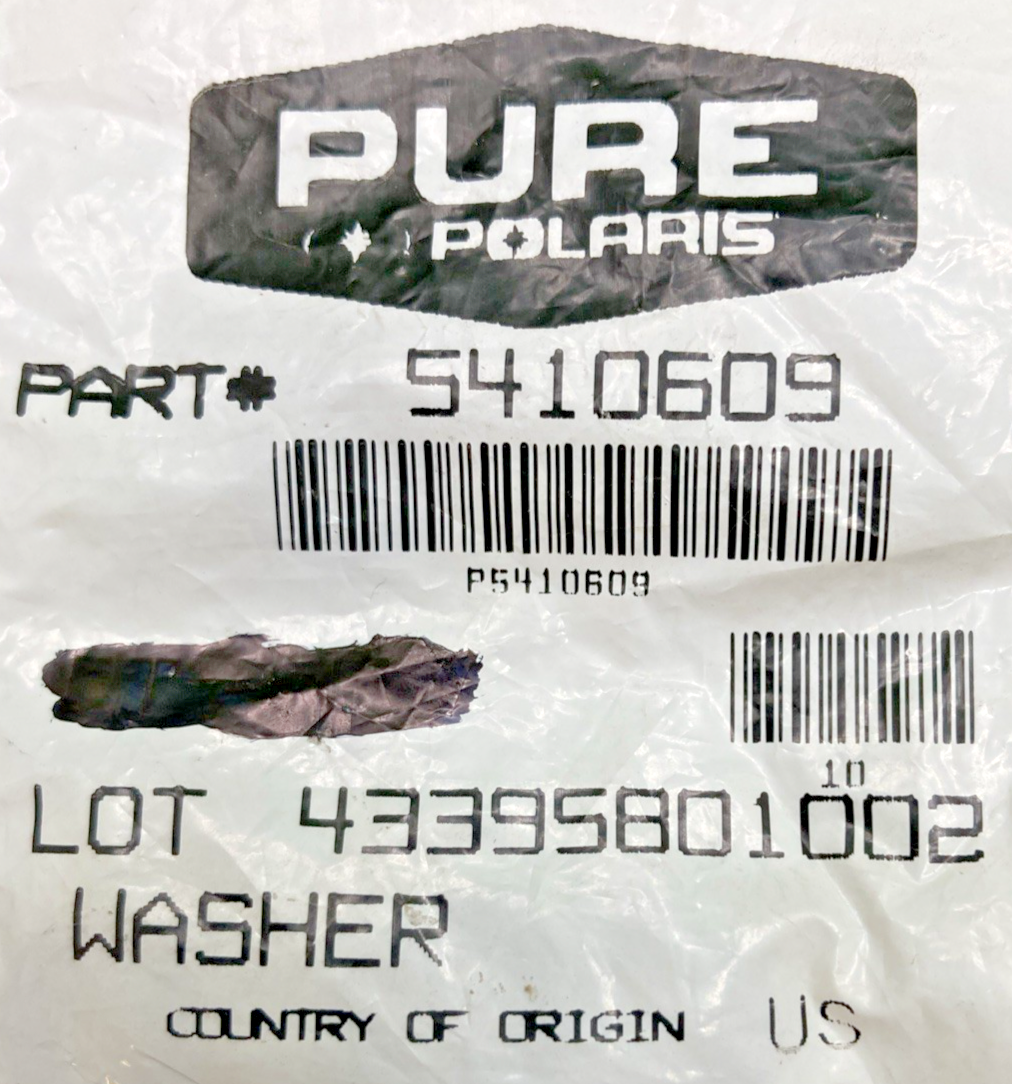 PURE
POLARIS
PART# 5410609
P5410609
10
LOT 43395801002
WASHER
COUNTRY OF ORIGIN US